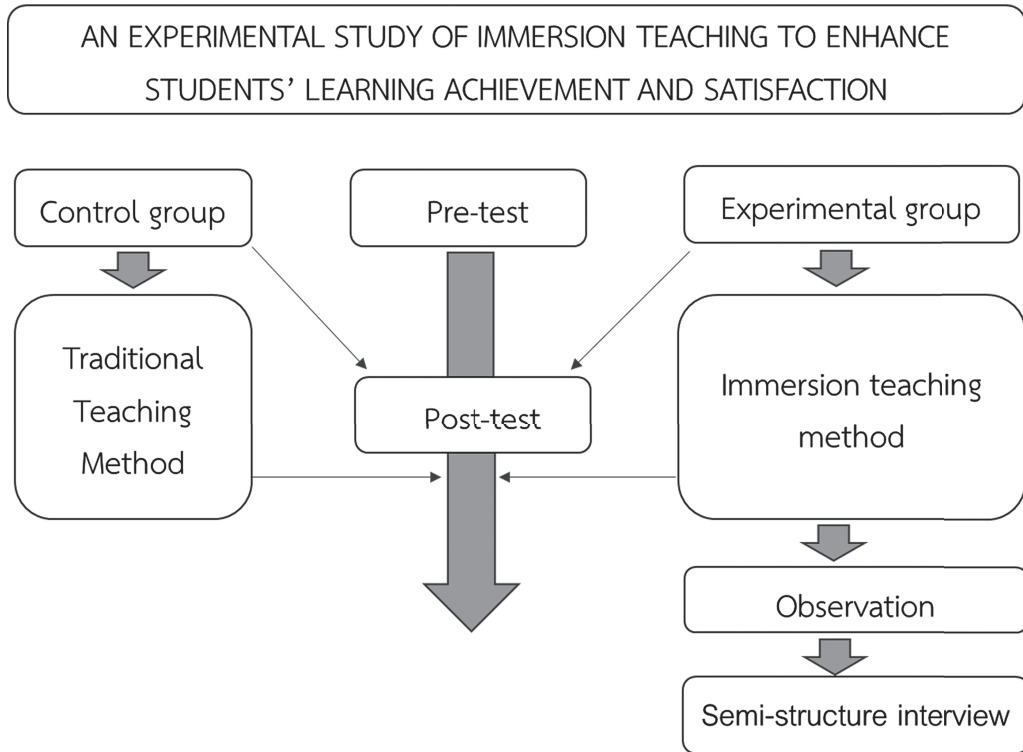 AN EXPERIMENTAL STUDY OF IMMERSION TEACHING TO ENHANCE
STUDENTS' LEARNING ACHIEVEMENT AND SATISFACTION
Control group
Pre-test
Experimental group
Traditional
Teaching
Method
Post-test
Immersion teaching
method
Observation
Semi-structure interview